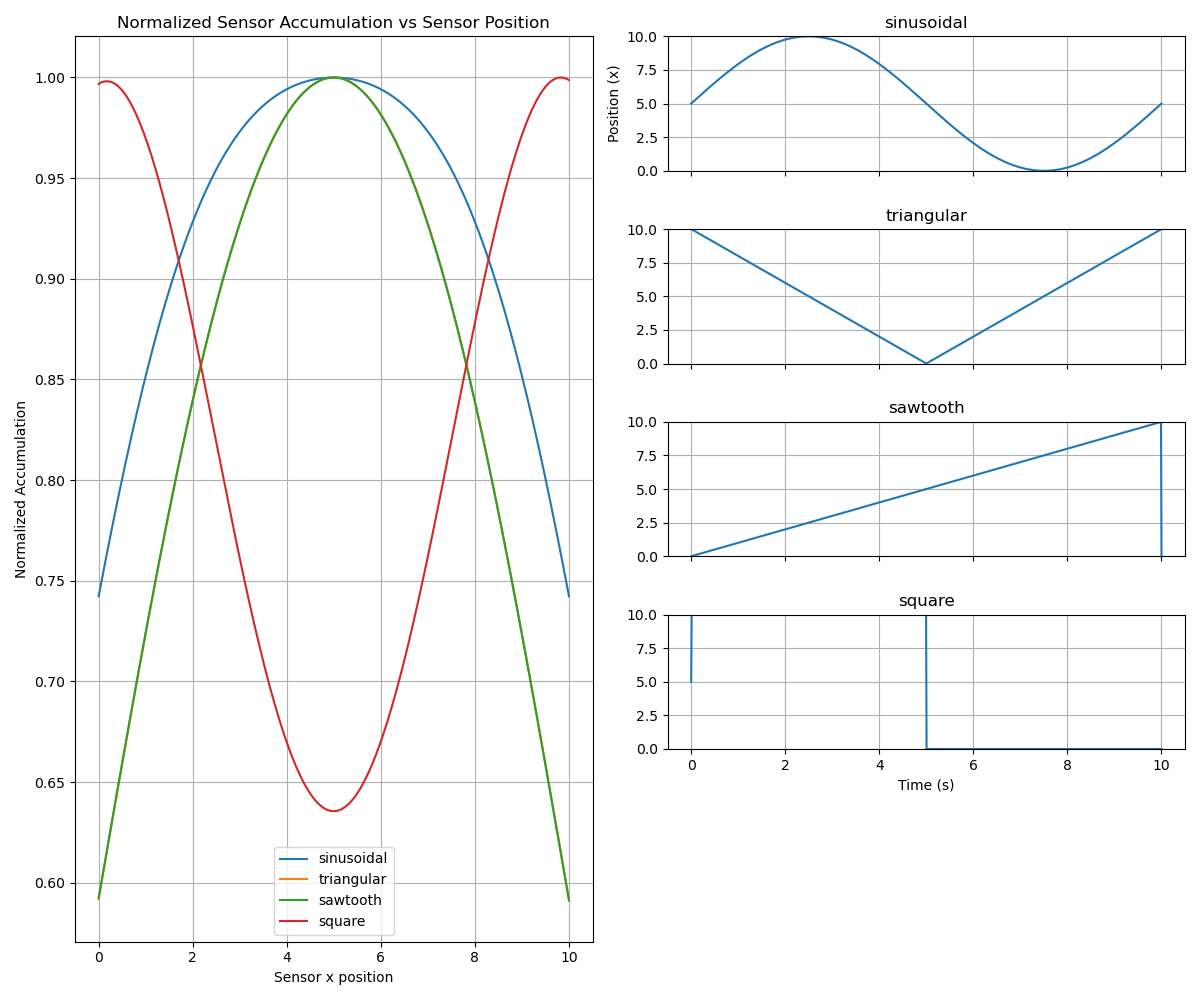 Normalized Sensor Accumulation vs Sensor Position
Normalized Accumulation
1.00
0.95
0.90
0.85
0.80
0.75
0.70
0.65
0.60
0 2 4 6 8 10
Sensor x position
sinusoidal
triangular
sawtooth
square
sinusoidal
Position (x)
10.0
7.5
5.0
2.5
0.0
triangular
10.0
7.5
5.0
2.5
0.0
sawtooth
10.0
7.5
5.0
2.5
0.0
square
10.0
7.5
5.0
2.5
0.0
0 2 4 6 8 10
Time (s)